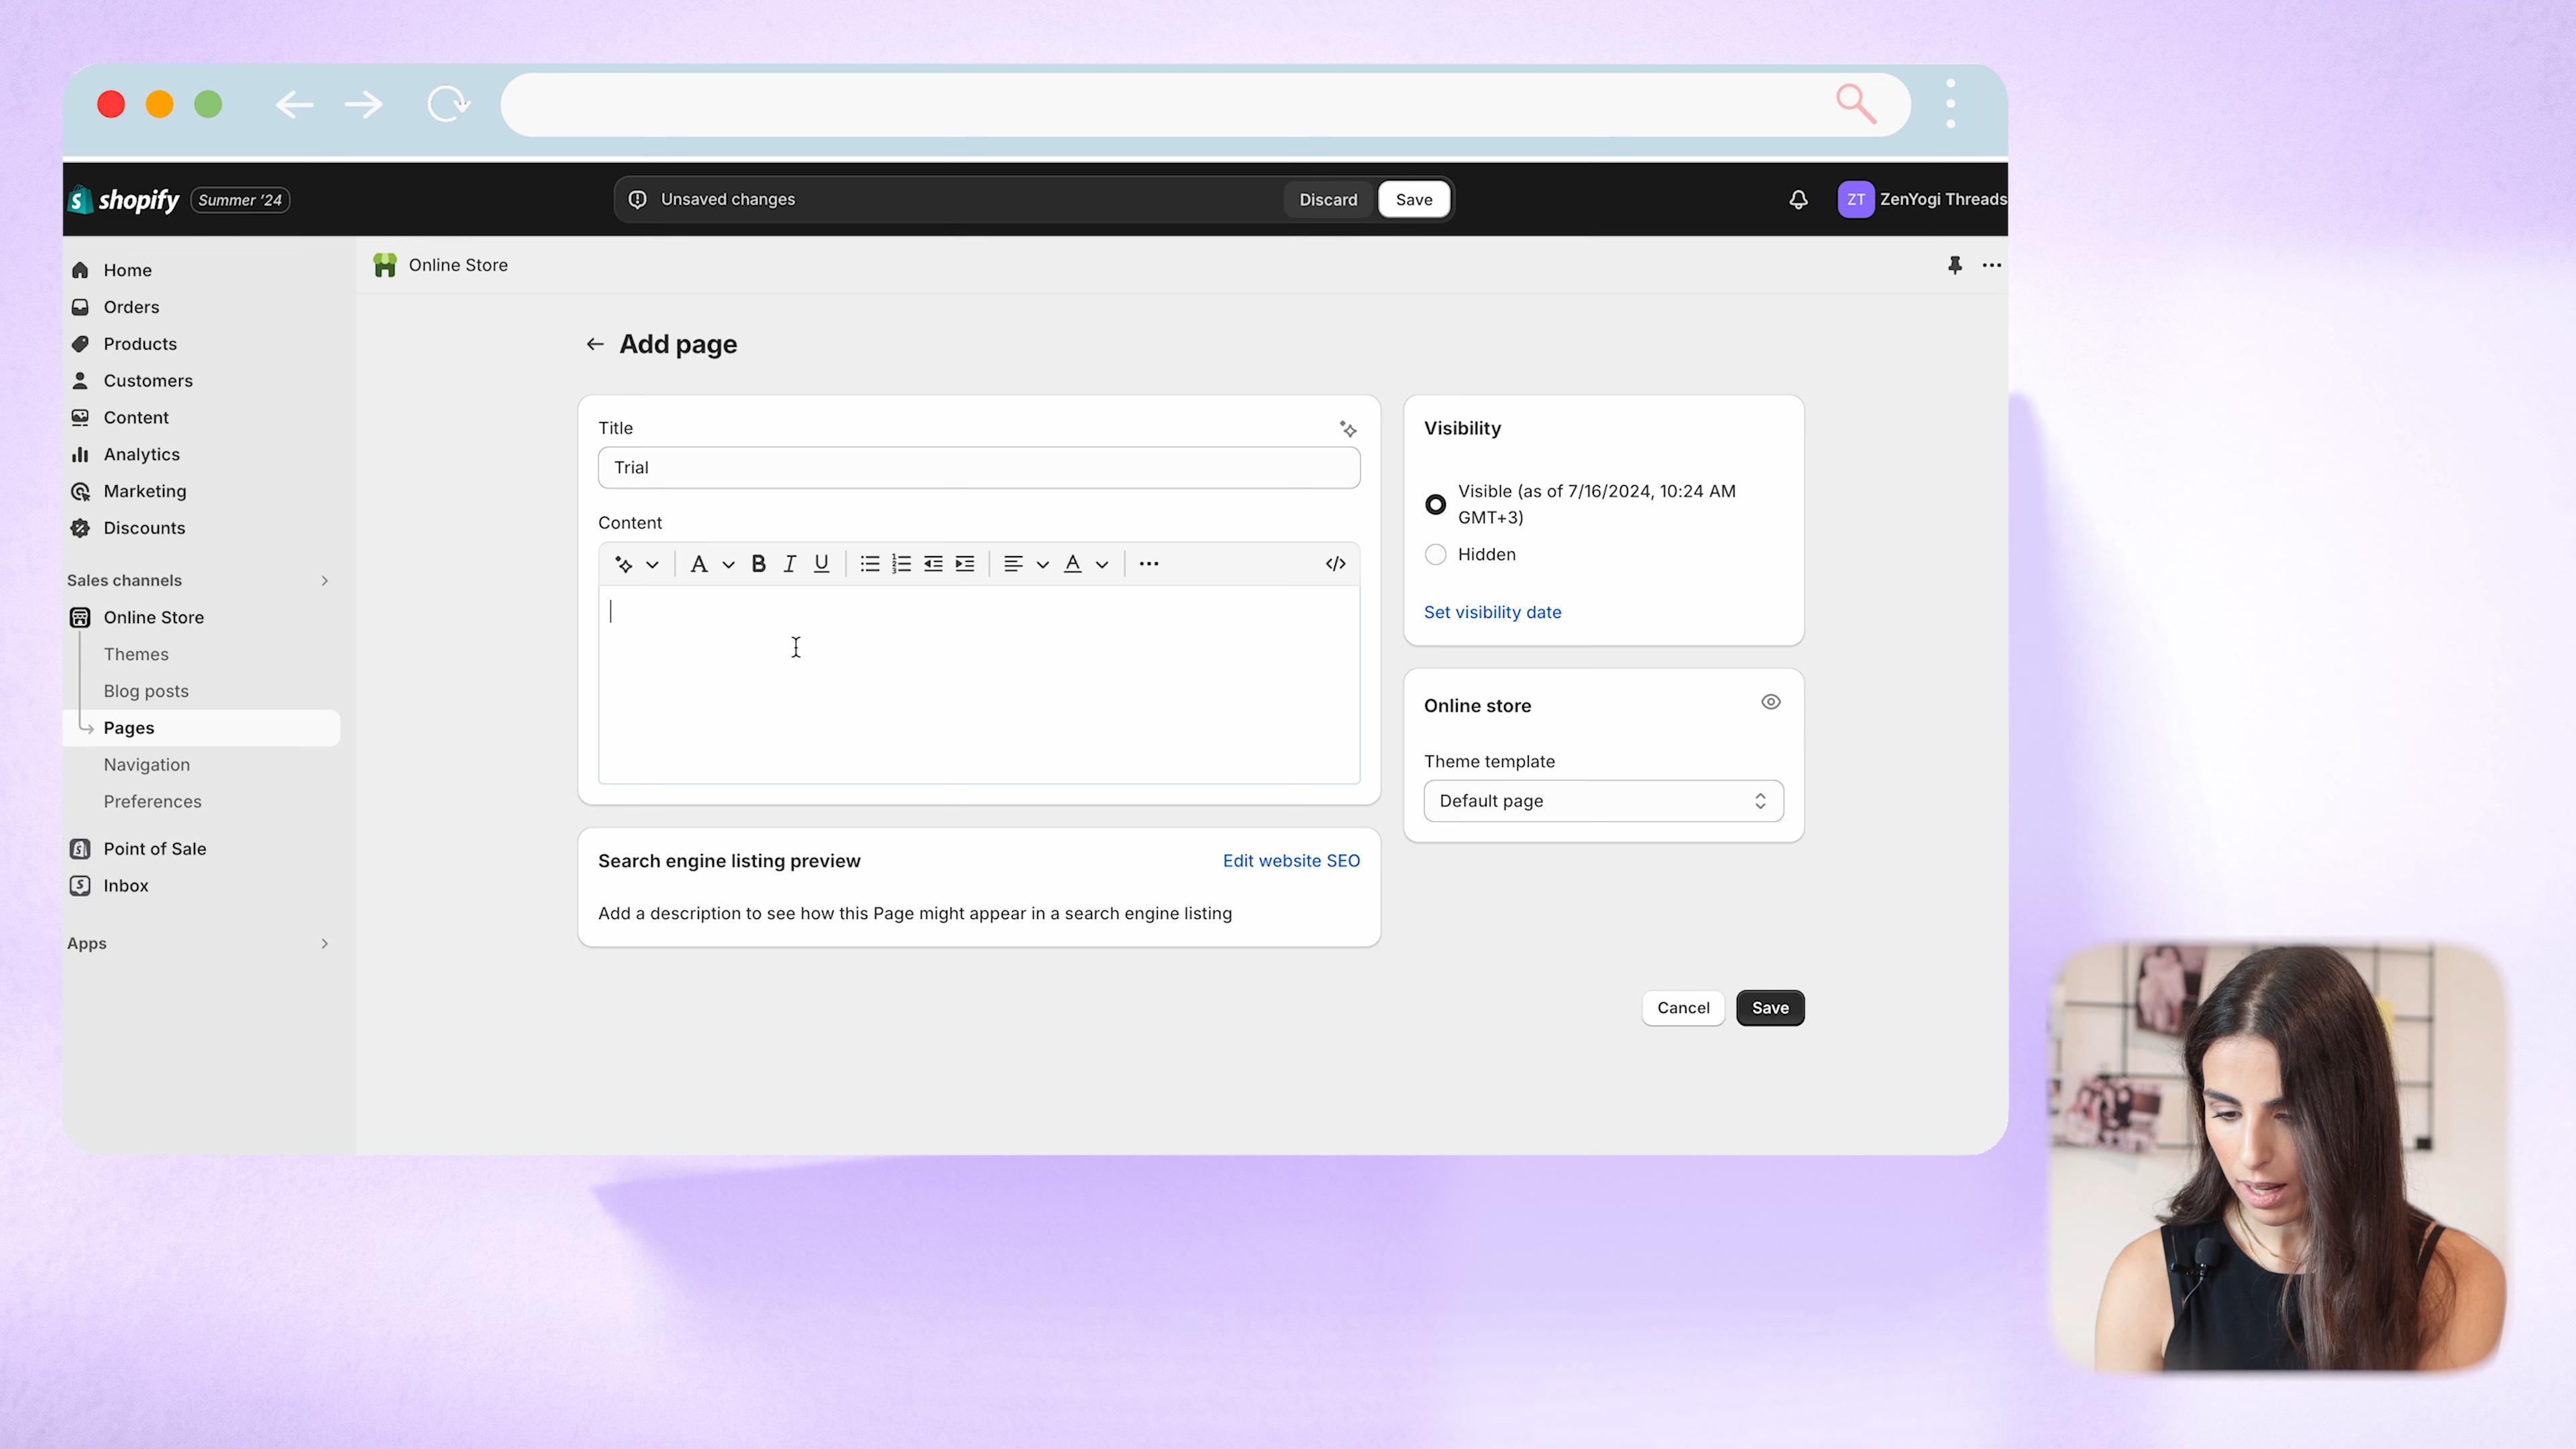 shopify Summer '24
Unsaved changes
Discard
Save
ZT ZenYogi Threads
Home
Orders
Products
Customers
Content
Analytics
Marketing
Discounts
Sales channels
Online Store
Themes
Blog posts
Pages
Navigation
Preferences
Point of Sale
Inbox
Apps
Online Store
Add page
Title
Trial
Content
A B I U A
Search engine listing preview
Edit website SEO
Add a description to see how this Page might appear in a search engine listing
Visibility
Visible (as of 7/16/2024, 10:24 AM
GMT+3)
Hidden
Set visibility date
Online store
Theme template
Default page
Cancel
Save